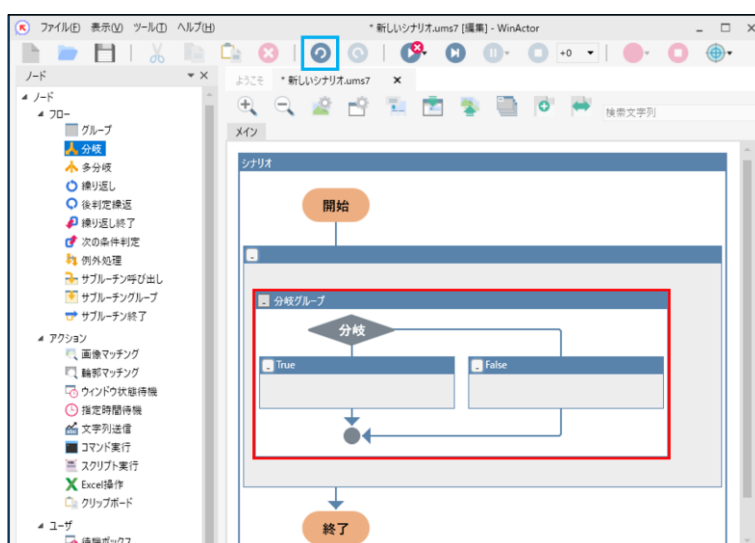 ファイル(F) 表示(V) ツール(T) ヘルプ(H) * 新しいシナリオ.ums7 [編集] - WinActor
+0
ノード
ようこそ * 新しいシナリオ.ums7
検索文字列
メイン
ノード
フロー
グループ
分岐
多分岐
繰り返し
後判定繰返
繰り返し終了
次の条件判定
例外処理
サブルーチン呼び出し
サブルーチングループ
サブルーチン終了
アクション
画像マッチング
輪郭マッチング
ウィンドウ状態待機
指定時間待機
文字列送信
コマンド実行
スクリプト実行
Excel操作
クリップボード
ユーザ
待機ボックス
シナリオ
開始
分岐グループ
分岐
True False
終了